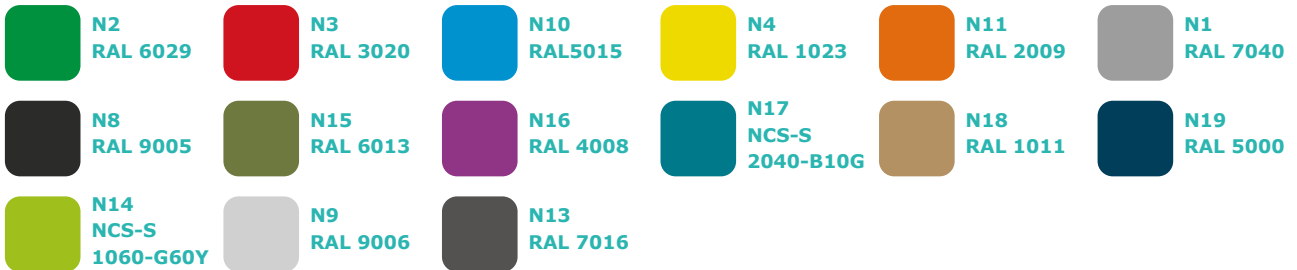 N2
RAL 6029
N3
RAL 3020
N10
RAL5015
N4
RAL 1023
N11
RAL 2009
N1
RAL 7040
N8
RAL 9005
N15
RAL 6013
N16
RAL 4008
N17
NCS-S
2040-B10G
N18
RAL 1011
N19
RAL 5000
N14
NCS-S
1060-G60Y
N9
RAL 9006
N13
RAL 7016